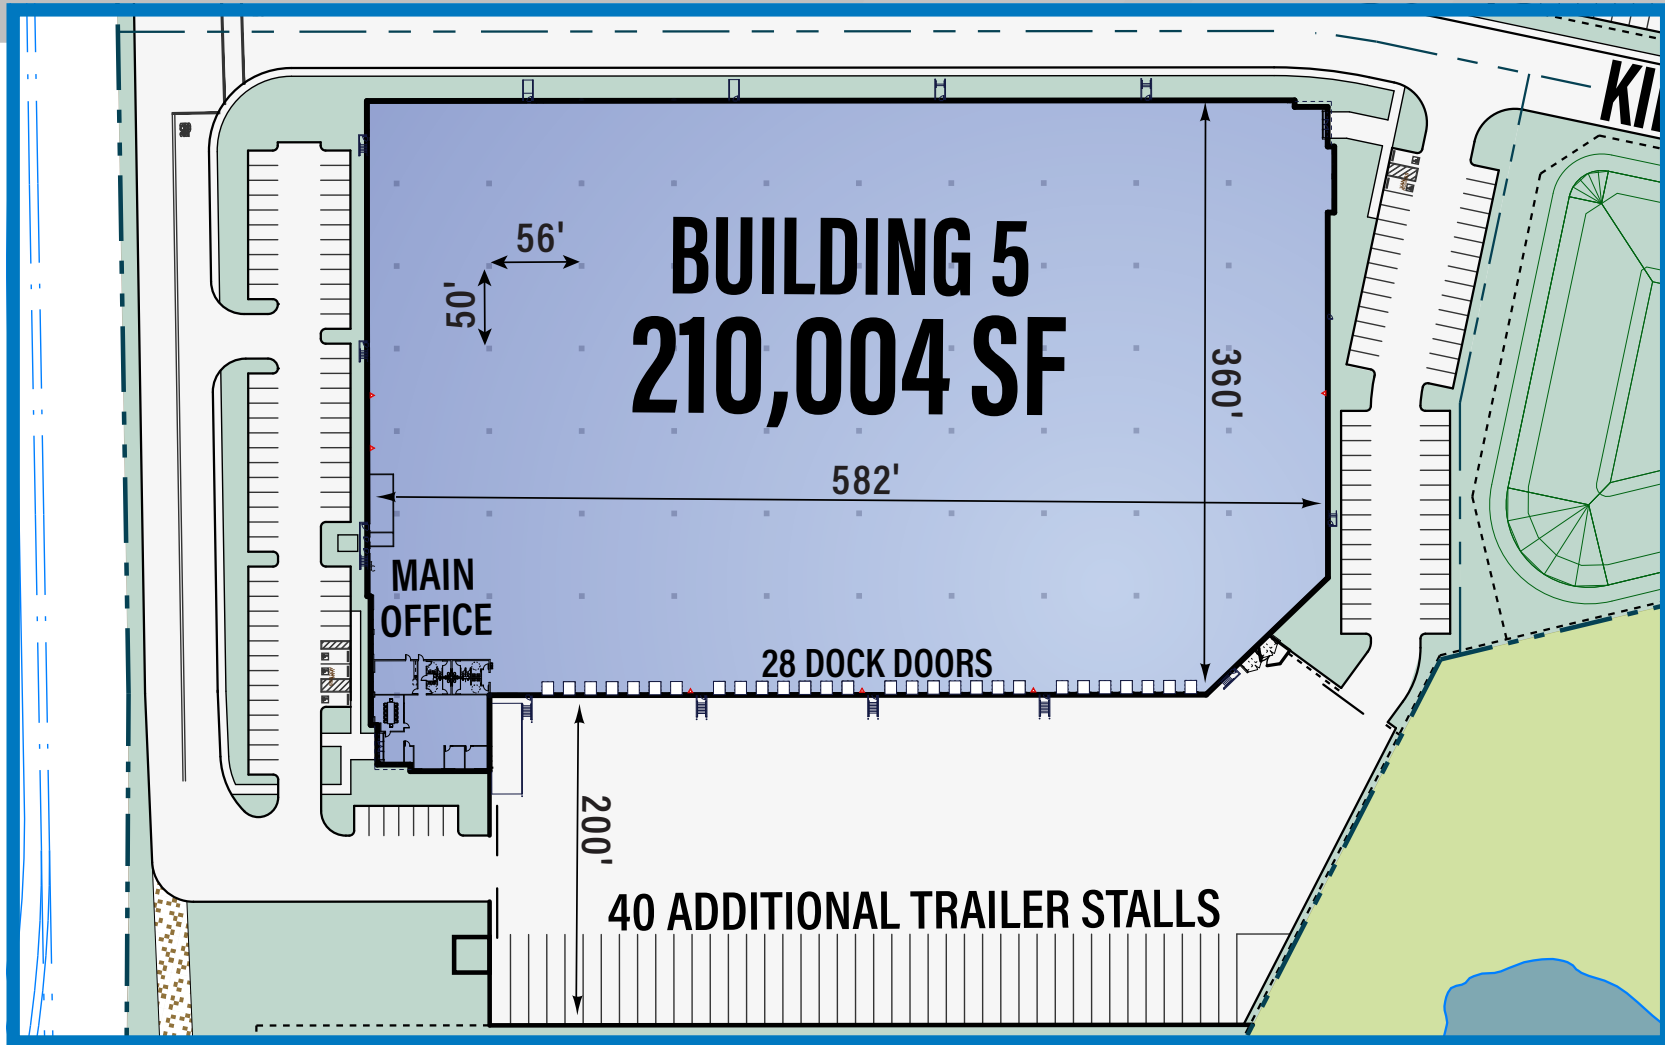 56'
50'
BUILDING 5
210,004 SF
360'
582'
MAIN
OFFICE
28 DOCK DOORS
200'
40 ADDITIONAL TRAILER STALLS